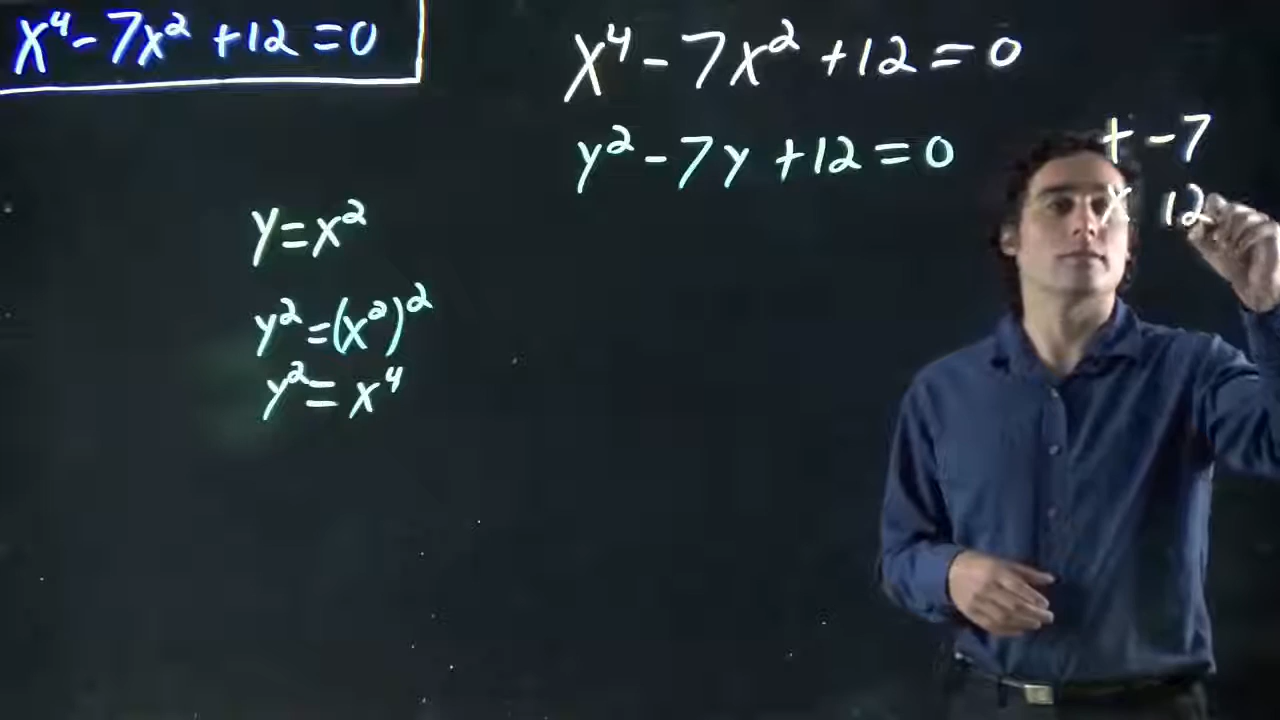 x⁴ - 7x² + 12 = 0
x⁴ - 7x² + 12 = 0
y² - 7y + 12 = 0
+ -7
x 12
y = x²
y² = (x²)²
y² = x⁴